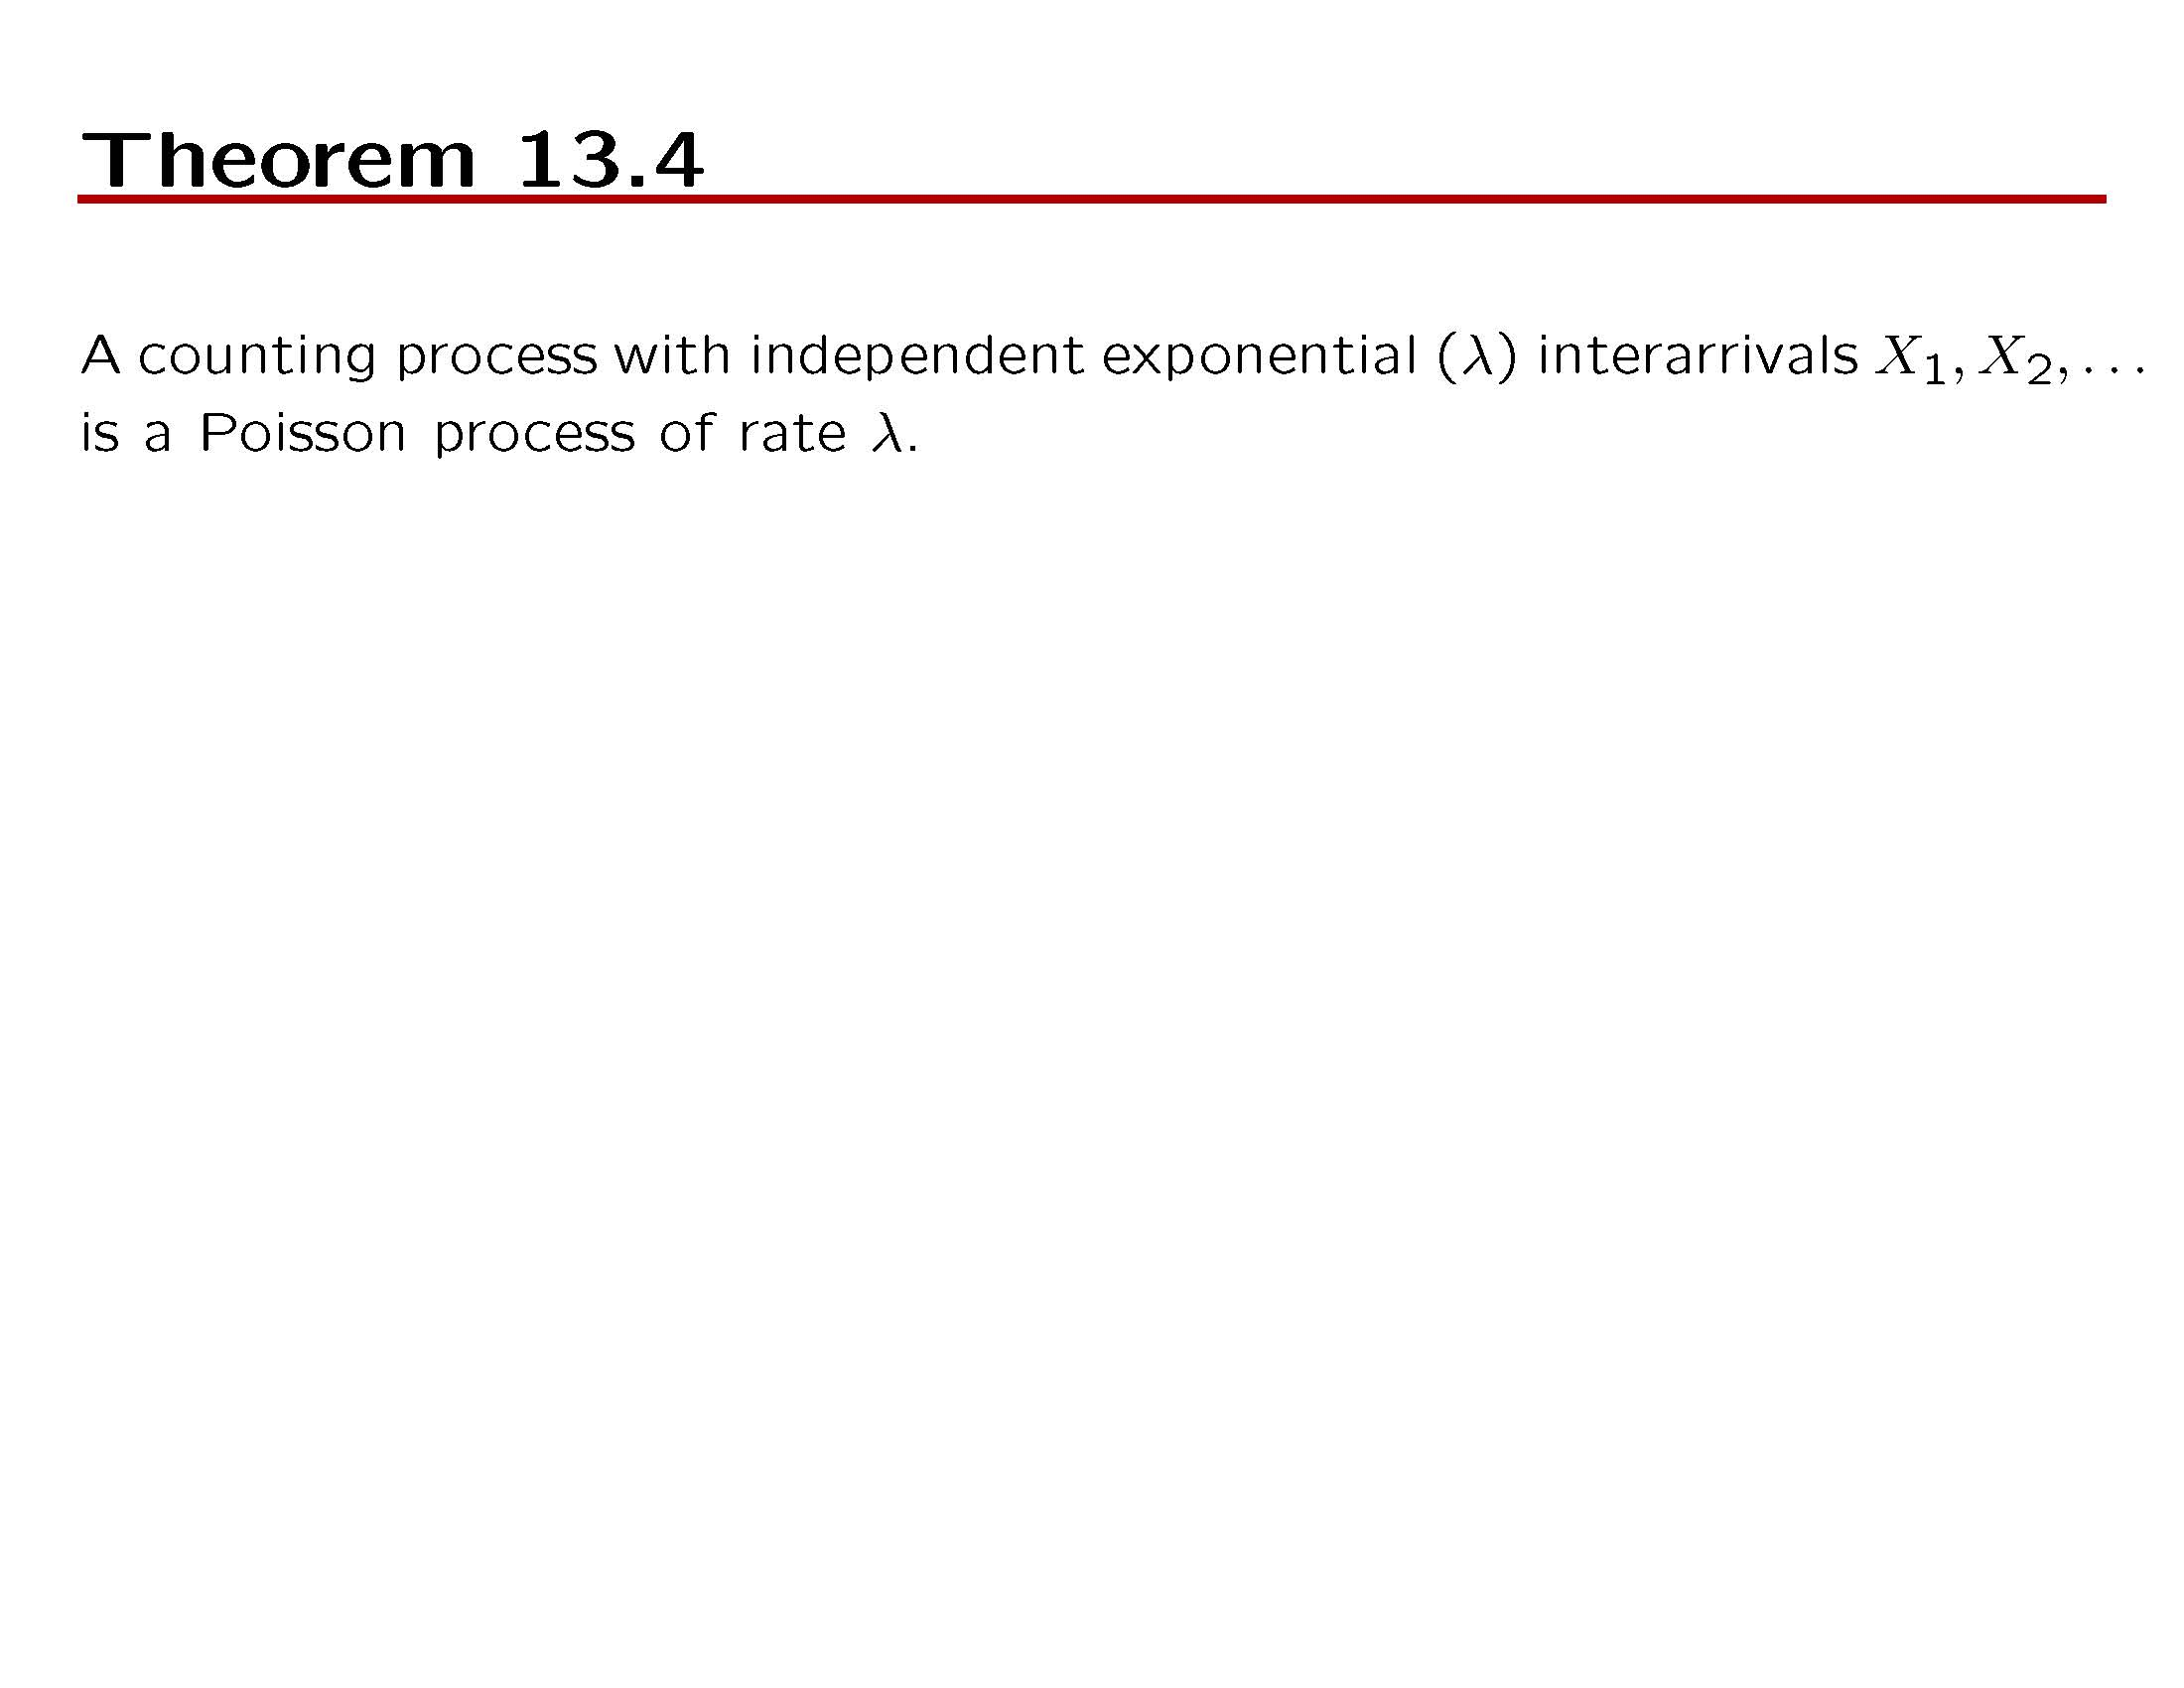 Theorem 13.4
A counting process with independent exponential (λ) interarrivals X₁, X₂, . . .
is a Poisson process of rate λ.